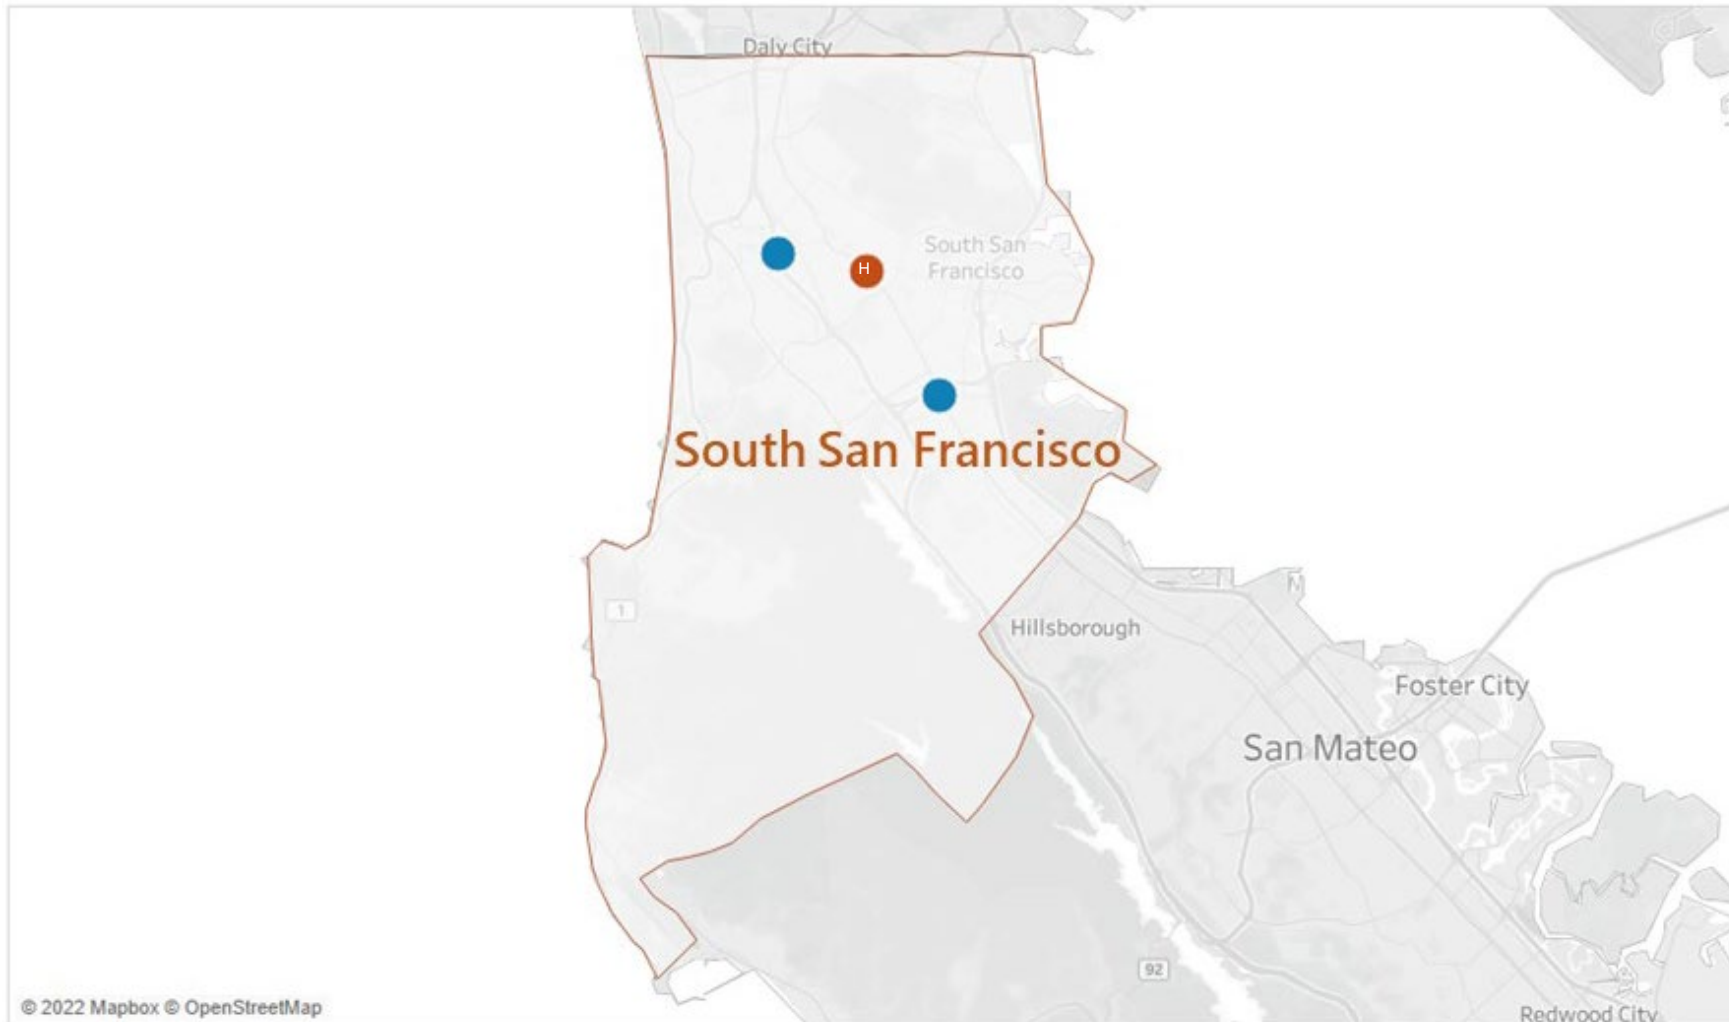 Daly City
South San
Francisco
H
South San Francisco
1
Hillsborough
Foster City
San Mateo
92
© 2022 Mapbox © OpenStreetMap
Redwood City